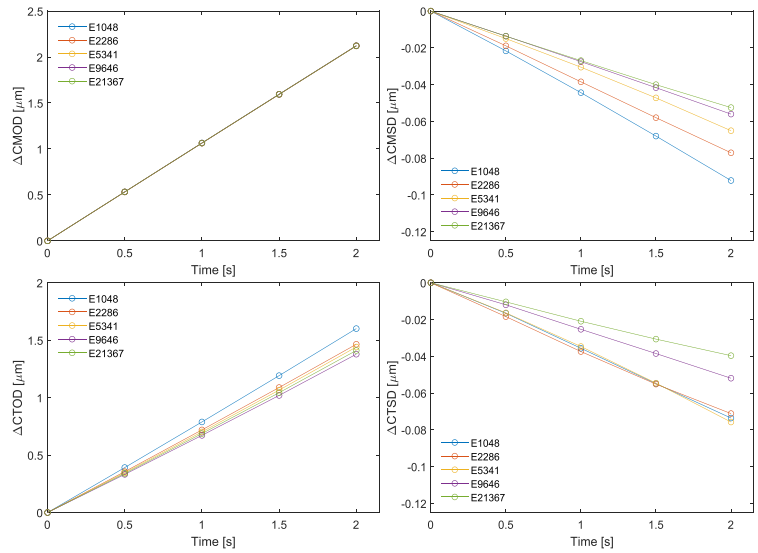 2.5
2
1.5
1
0.5
0
ΔCMOD [μm]
E1048
E2286
E5341
E9646
E21367
0 0.5 1 1.5 2
Time [s]
0
-0.02
-0.04
-0.06
-0.08
-0.1
-0.12
ΔCMSD [μm]
E1048
E2286
E5341
E9646
E21367
0 0.5 1 1.5 2
Time [s]
2
1.5
1
0.5
0
ΔCTOD [μm]
E1048
E2286
E5341
E9646
E21367
0 0.5 1 1.5 2
Time [s]
0
-0.02
-0.04
-0.06
-0.08
-0.1
-0.12
ΔCTSD [μm]
E1048
E2286
E5341
E9646
E21367
0 0.5 1 1.5 2
Time [s]